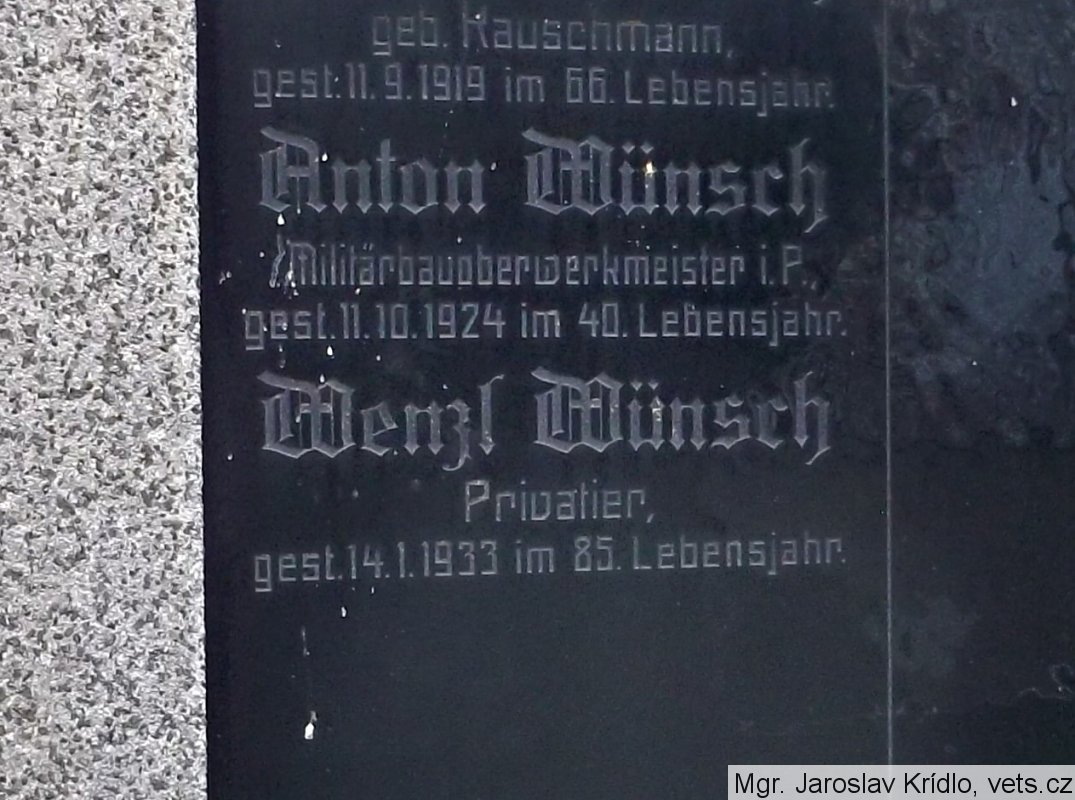 geb. Kauschmann,
gest. 11. 9. 1919 im 66. Lebensjahr.
Anton Wünsch
Militärbauoberwerkmeister i. P.,
gest. 11. 10. 1924 im 40. Lebensjahr.
Wenzl Wünsch
Privatier,
gest. 14. 1. 1933 im 85. Lebensjahr.
Mgr. Jaroslav Krídlo, vets.cz